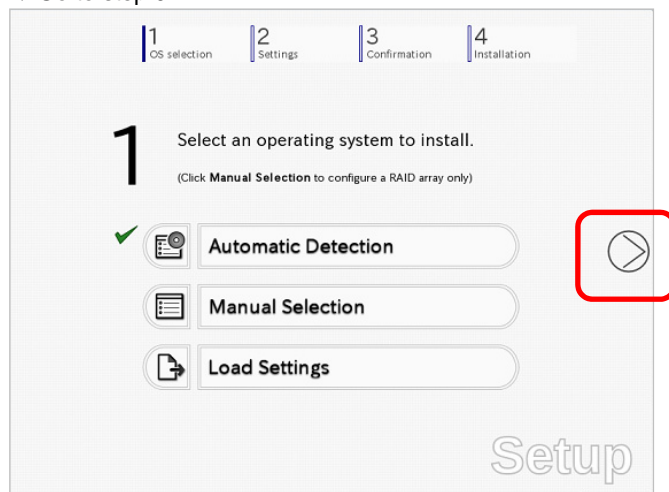 1 2 3 4
OS selection Settings Confirmation Installation
1 Select an operating system to install.
(Click Manual Selection to configure a RAID array only)
Automatic Detection
Manual Selection
Load Settings
Setup